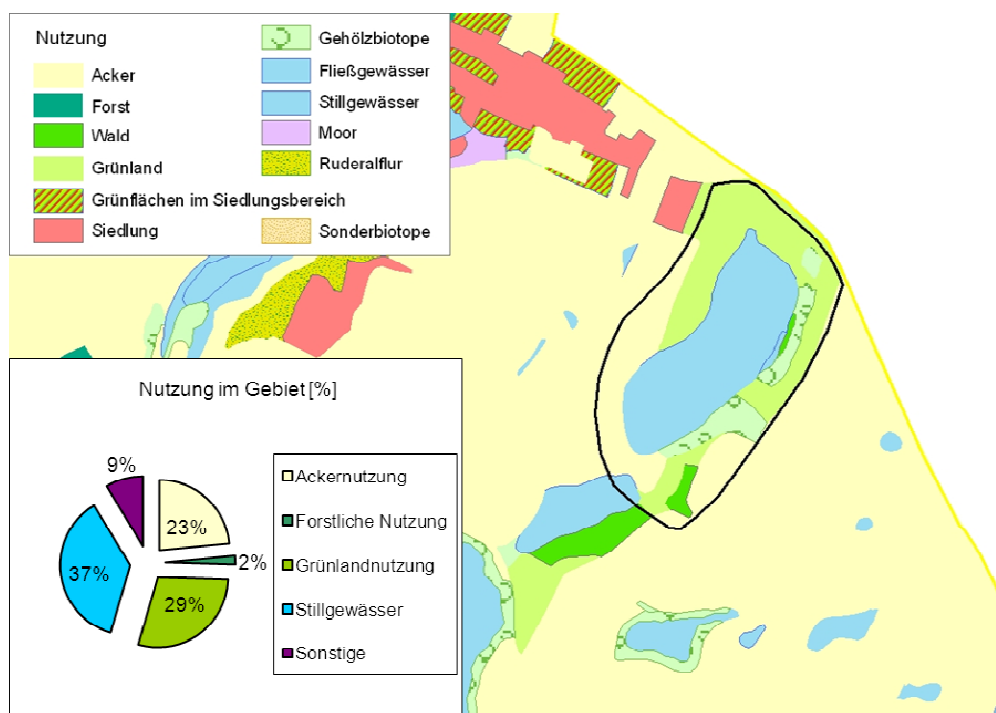 Nutzung
Acker
Forst
Wald
Grünland
Grünflächen im Siedlungsbereich
Siedlung
Gehölzbiotope
Fließgewässer
Stillgewässer
Moor
Ruderalflur
Sonderbiotope
Nutzung im Gebiet [%]
9%
23%
2%
37%
29%
Ackernutzung
Forstliche Nutzung
Grünlandnutzung
Stillgewässer
Sonstige